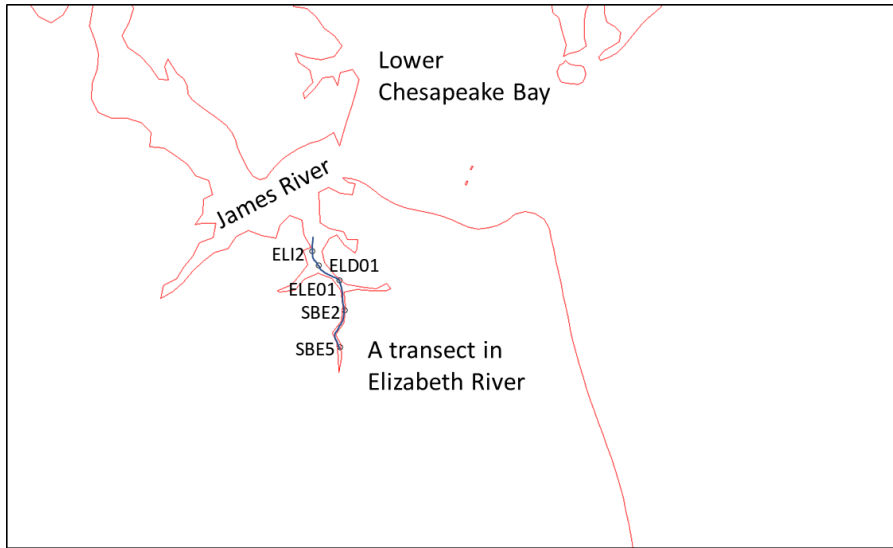 Lower
Chesapeake Bay
James River
ELI2
ELD01
ELE01
SBE2
SBE5
A transect in
Elizabeth River